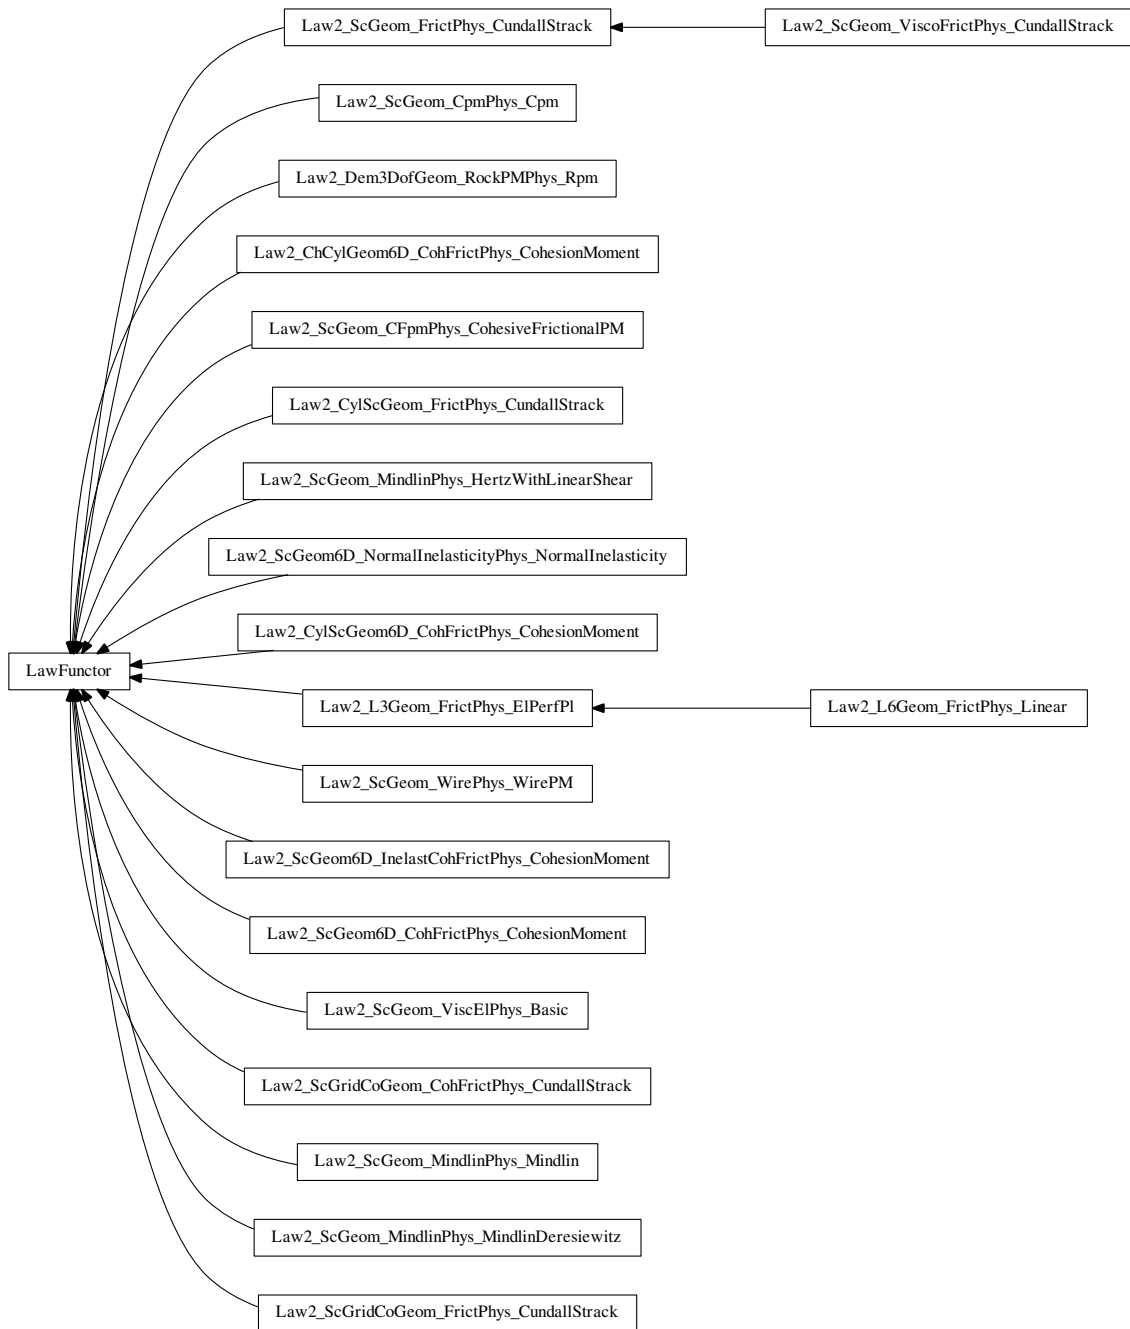 Law2_ScGeom_FrictPhys_CundallStrack
Law2_ScGeom_ViscoFrictPhys_CundallStrack
Law2_ScGeom_CpmPhys_Cpm
Law2_Dem3DofGeom_RockPMPhys_Rpm
Law2_ChCylGeom6D_CohFrictPhys_CohesionMoment
Law2_ScGeom_CFpmPhys_CohesiveFrictionalPM
Law2_CylScGeom_FrictPhys_CundallStrack
Law2_ScGeom_MindlinPhys_HertzWithLinearShear
Law2_ScGeom6D_NormalInelasticityPhys_NormalInelasticity
Law2_CylScGeom6D_CohFrictPhys_CohesionMoment
LawFunctor
Law2_L3Geom_FrictPhys_ElPerfPl
Law2_L6Geom_FrictPhys_Linear
Law2_ScGeom_WirePhys_WirePM
Law2_ScGeom6D_InelastCohFrictPhys_CohesionMoment
Law2_ScGeom6D_CohFrictPhys_CohesionMoment
Law2_ScGeom_ViscElPhys_Basic
Law2_ScGridCoGeom_CohFrictPhys_CundallStrack
Law2_ScGeom_MindlinPhys_Mindlin
Law2_ScGeom_MindlinPhys_MindlinDeresiewitz
Law2_ScGridCoGeom_FrictPhys_CundallStrack